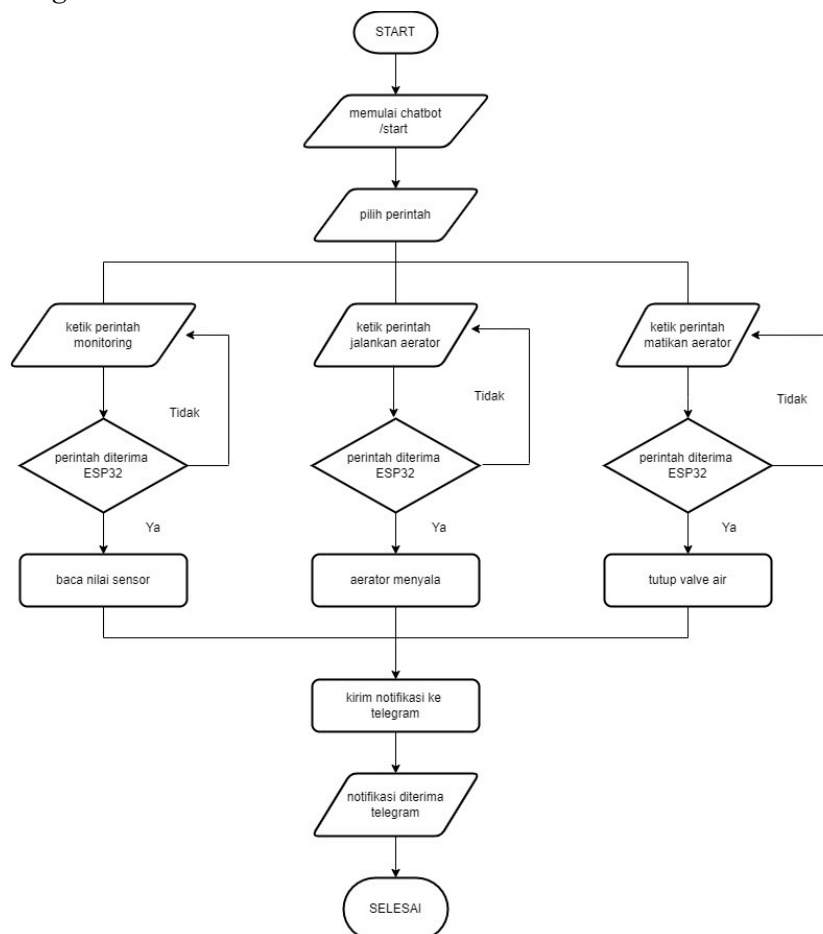 START
memulai chatbot
/start
pilih perintah
ketik perintah
monitoring
ketik perintah
jalankan aerator
ketik perintah
matikan aerator
Tidak
Tidak
Tidak
perintah diterima
ESP32
perintah diterima
ESP32
perintah diterima
ESP32
Ya
Ya
Ya
baca nilai sensor
aerator menyala
tutup valve air
kirim notifikasi ke
telegram
notifikasi diterima
telegram
SELESAI